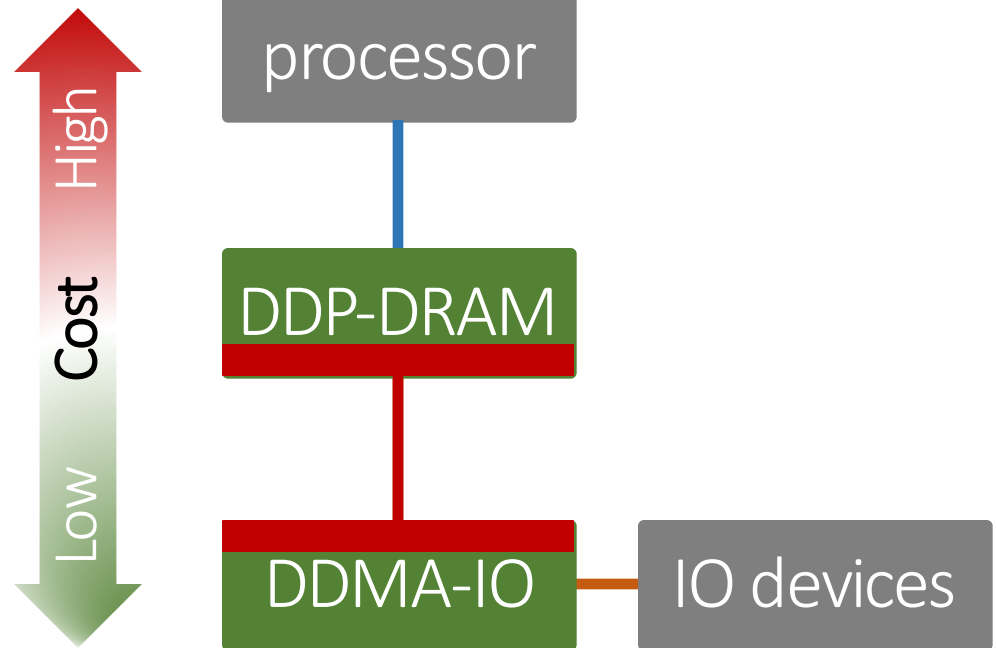 High
Cost
Low
processor
DDP-DRAM
DDMA-IO
IO devices